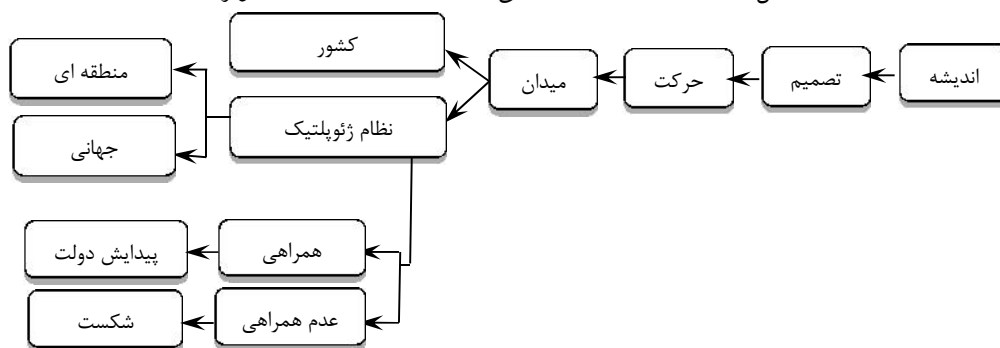 اندیشه
تصمیم
حرکت
میدان
کشور
نظام ژئوپلتیک
منطقه ای
جهانی
همراهی
پیدایش دولت
عدم همراهی
شکست